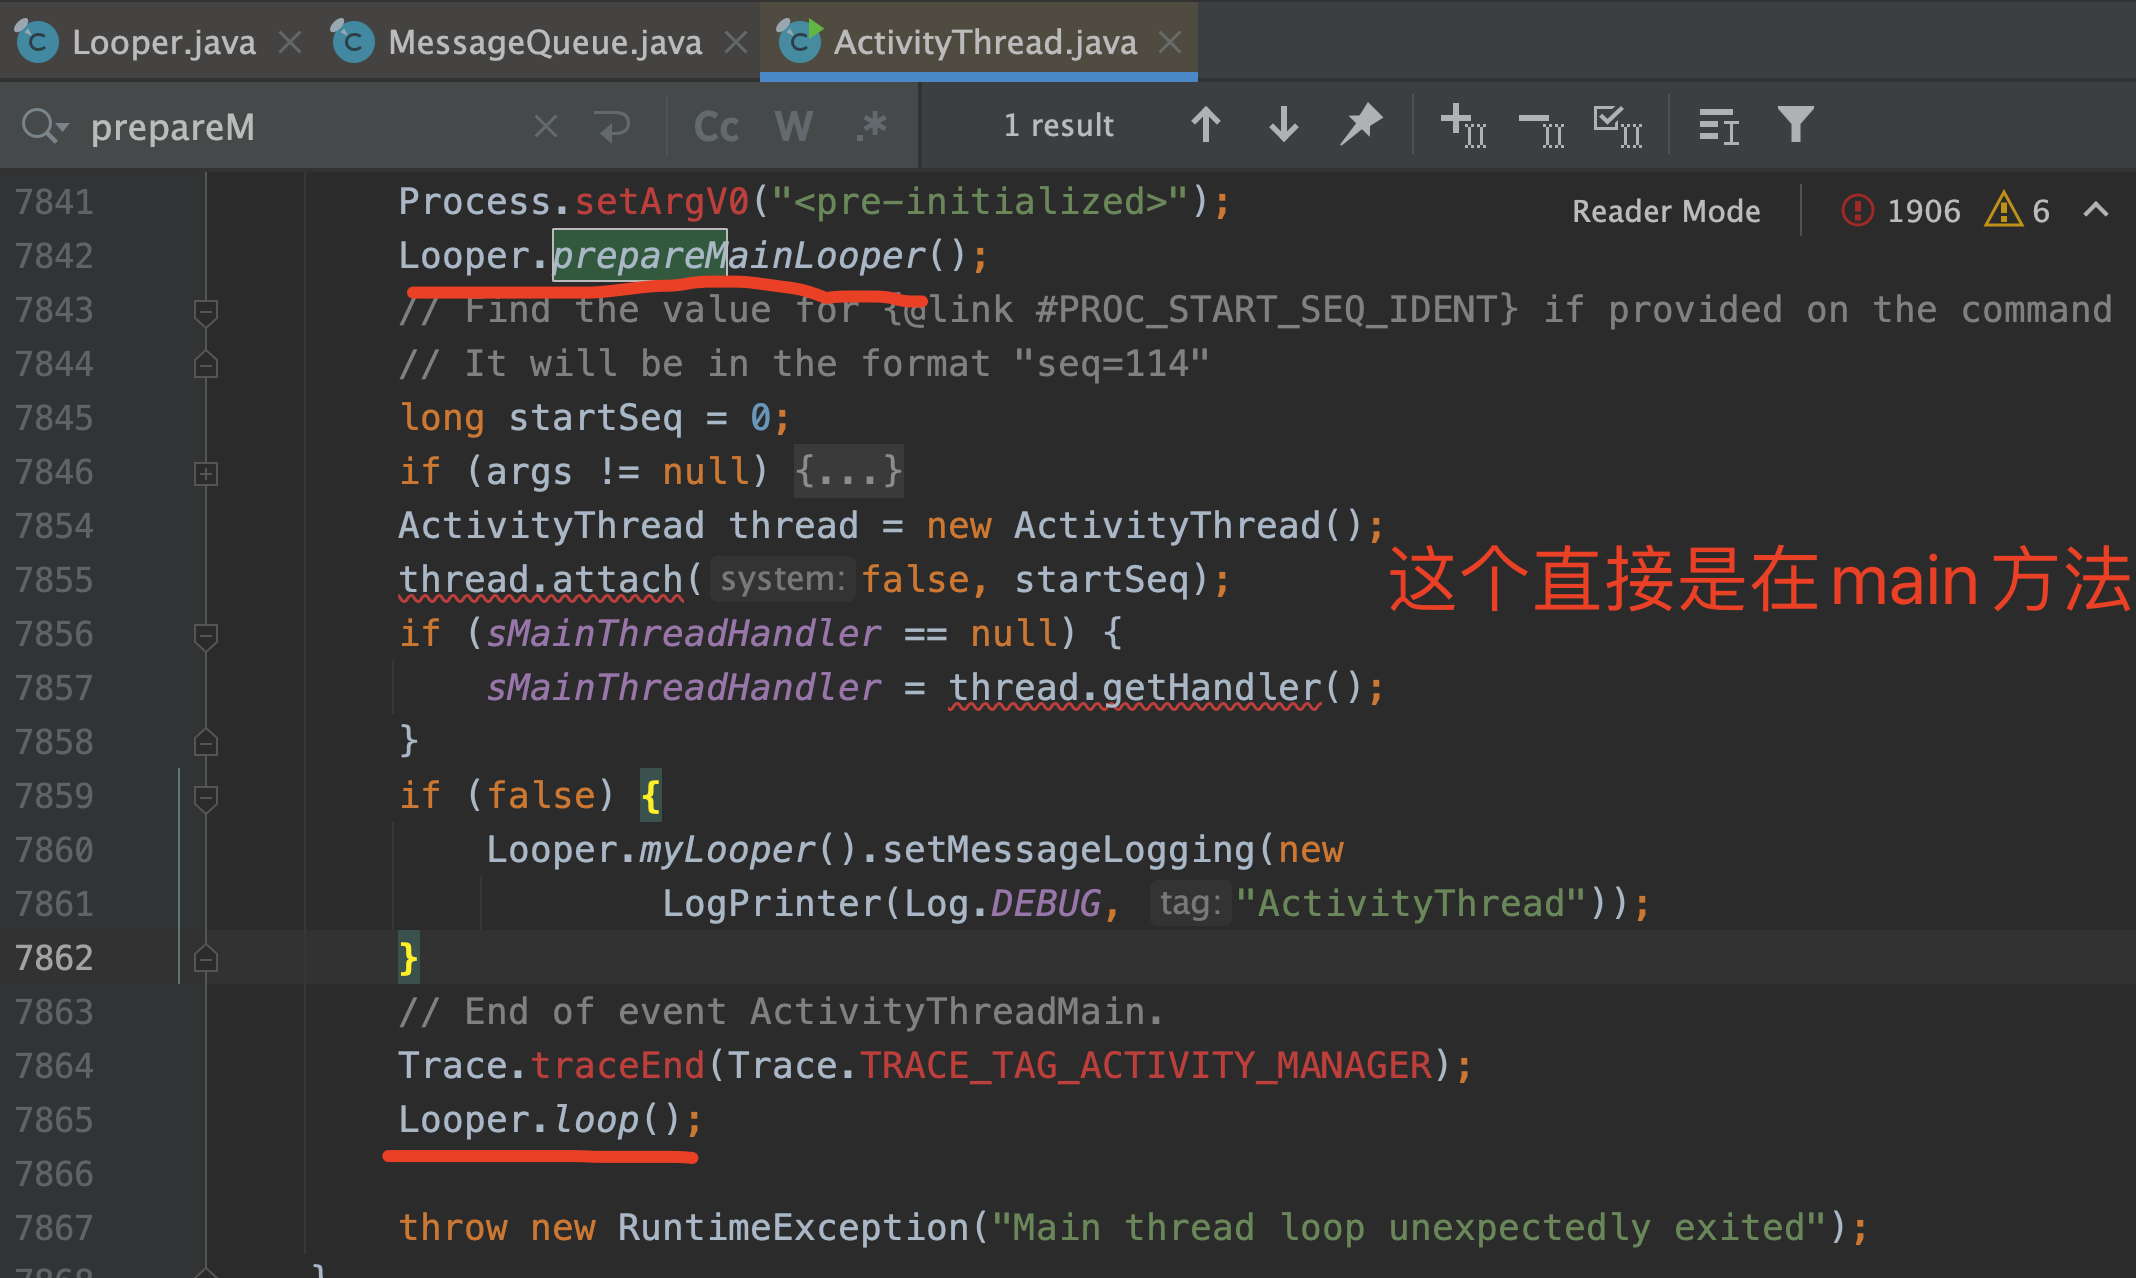 Looper.java MessageQueue.java ActivityThread.java
prepareM Cc W .* 1 result
Reader Mode 1906 6
7841 Process.setArgV0("<pre-initialized>");
7842 Looper.prepareMainLooper();
7843 // Find the value for {@link #PROC_START_SEQ_IDENT} if provided on the command
7844 // It will be in the format "seq=114"
7845 long startSeq = 0;
7846 if (args != null) {...}
7854 ActivityThread thread = new ActivityThread();
7855 thread.attach( system: false, startSeq);
这个直接是在main方法
7856 if (sMainThreadHandler == null) {
7857 sMainThreadHandler = thread.getHandler();
7858 }
7859 if (false) {
7860 Looper.myLooper().setMessageLogging(new
7861 LogPrinter(Log.DEBUG, tag: "ActivityThread"));
7862 }
7863 // End of event ActivityThreadMain.
7864 Trace.traceEnd(Trace.TRACE_TAG_ACTIVITY_MANAGER);
7865 Looper.loop();
7866
7867 throw new RuntimeException("Main thread loop unexpectedly exited");
7868 }